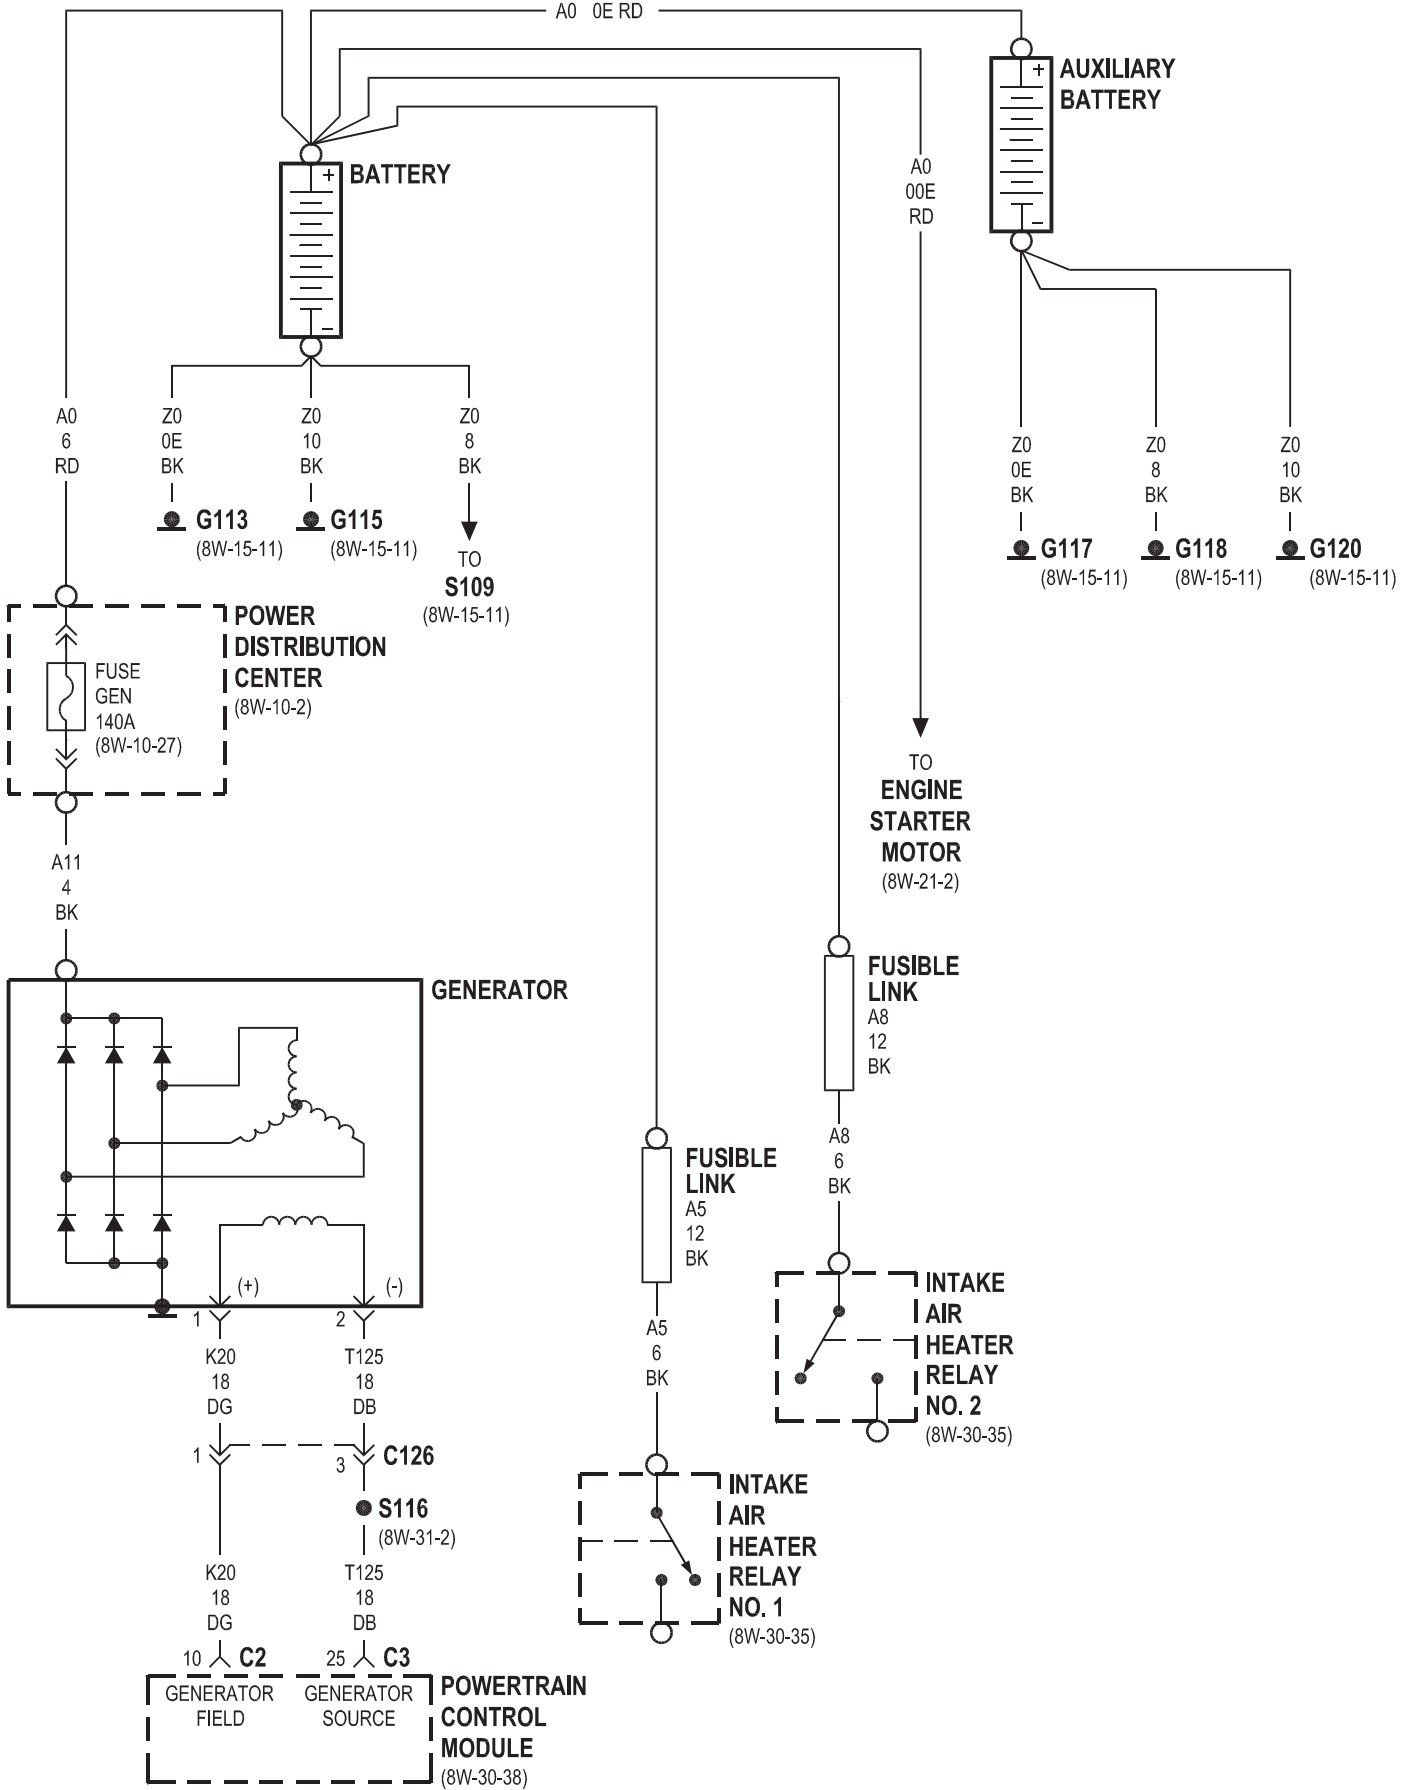 A0 0E RD
AUXILIARY
BATTERY
+
-
BATTERY
+
-
A0
00E
RD
A0
6
RD
Z0
0E
BK
Z0
10
BK
Z0
8
BK
G113
(8W-15-11)
G115
(8W-15-11)
TO
S109
(8W-15-11)
Z0
0E
BK
Z0
8
BK
Z0
10
BK
G117
(8W-15-11)
G118
(8W-15-11)
G120
(8W-15-11)
POWER
DISTRIBUTION
CENTER
(8W-10-2)
FUSE
GEN
140A
(8W-10-27)
TO
ENGINE
STARTER
MOTOR
(8W-21-2)
A11
4
BK
GENERATOR
(+)
(-)
1
2
FUSIBLE
LINK
A8
12
BK
A8
6
BK
FUSIBLE
LINK
A5
12
BK
A5
6
BK
INTAKE
AIR
HEATER
RELAY
NO. 2
(8W-30-35)
INTAKE
AIR
HEATER
RELAY
NO. 1
(8W-30-35)
K20
18
DG
T125
18
DB
1
3
C126
S116
(8W-31-2)
K20
18
DG
T125
18
DB
10 C2
25 C3
GENERATOR
FIELD
GENERATOR
SOURCE
POWERTRAIN
CONTROL
MODULE
(8W-30-38)